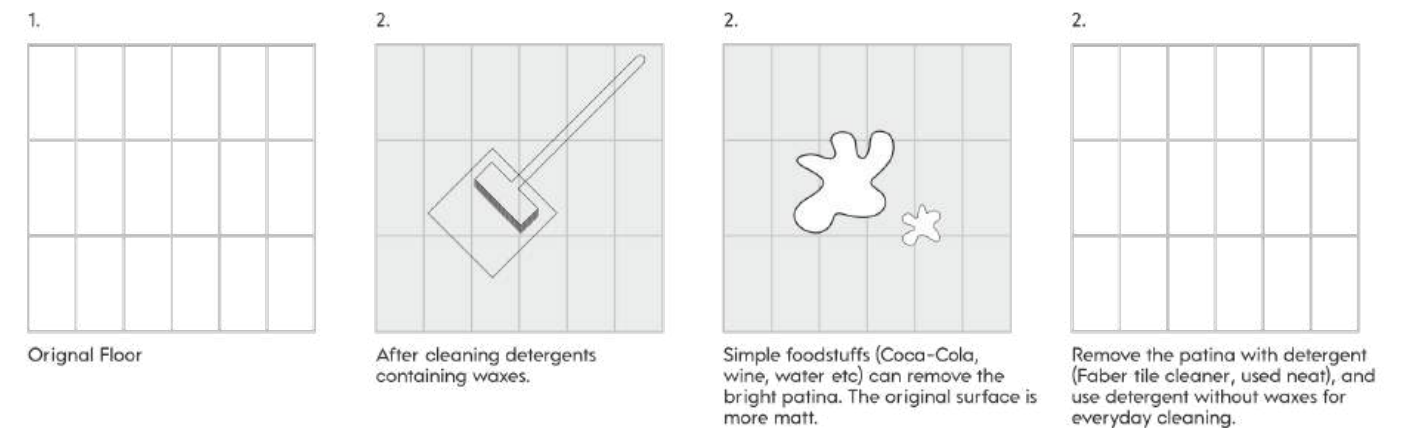 1.
Orignal Floor
2.
After cleaning detergents
containing waxes.
2.
Simple foodstuffs (Coca-Cola,
wine, water etc) can remove the
bright patina. The original surface is
more matt.
2.
Remove the patina with detergent
(Faber tile cleaner, used neat), and
use detergent without waxes for
everyday cleaning.